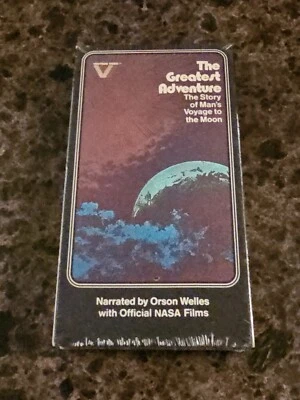 The
Greatest
Adventure
The Story
of Man's
Voyage to
the Moon
Narrated by Orson Welles
with Official NASA Films